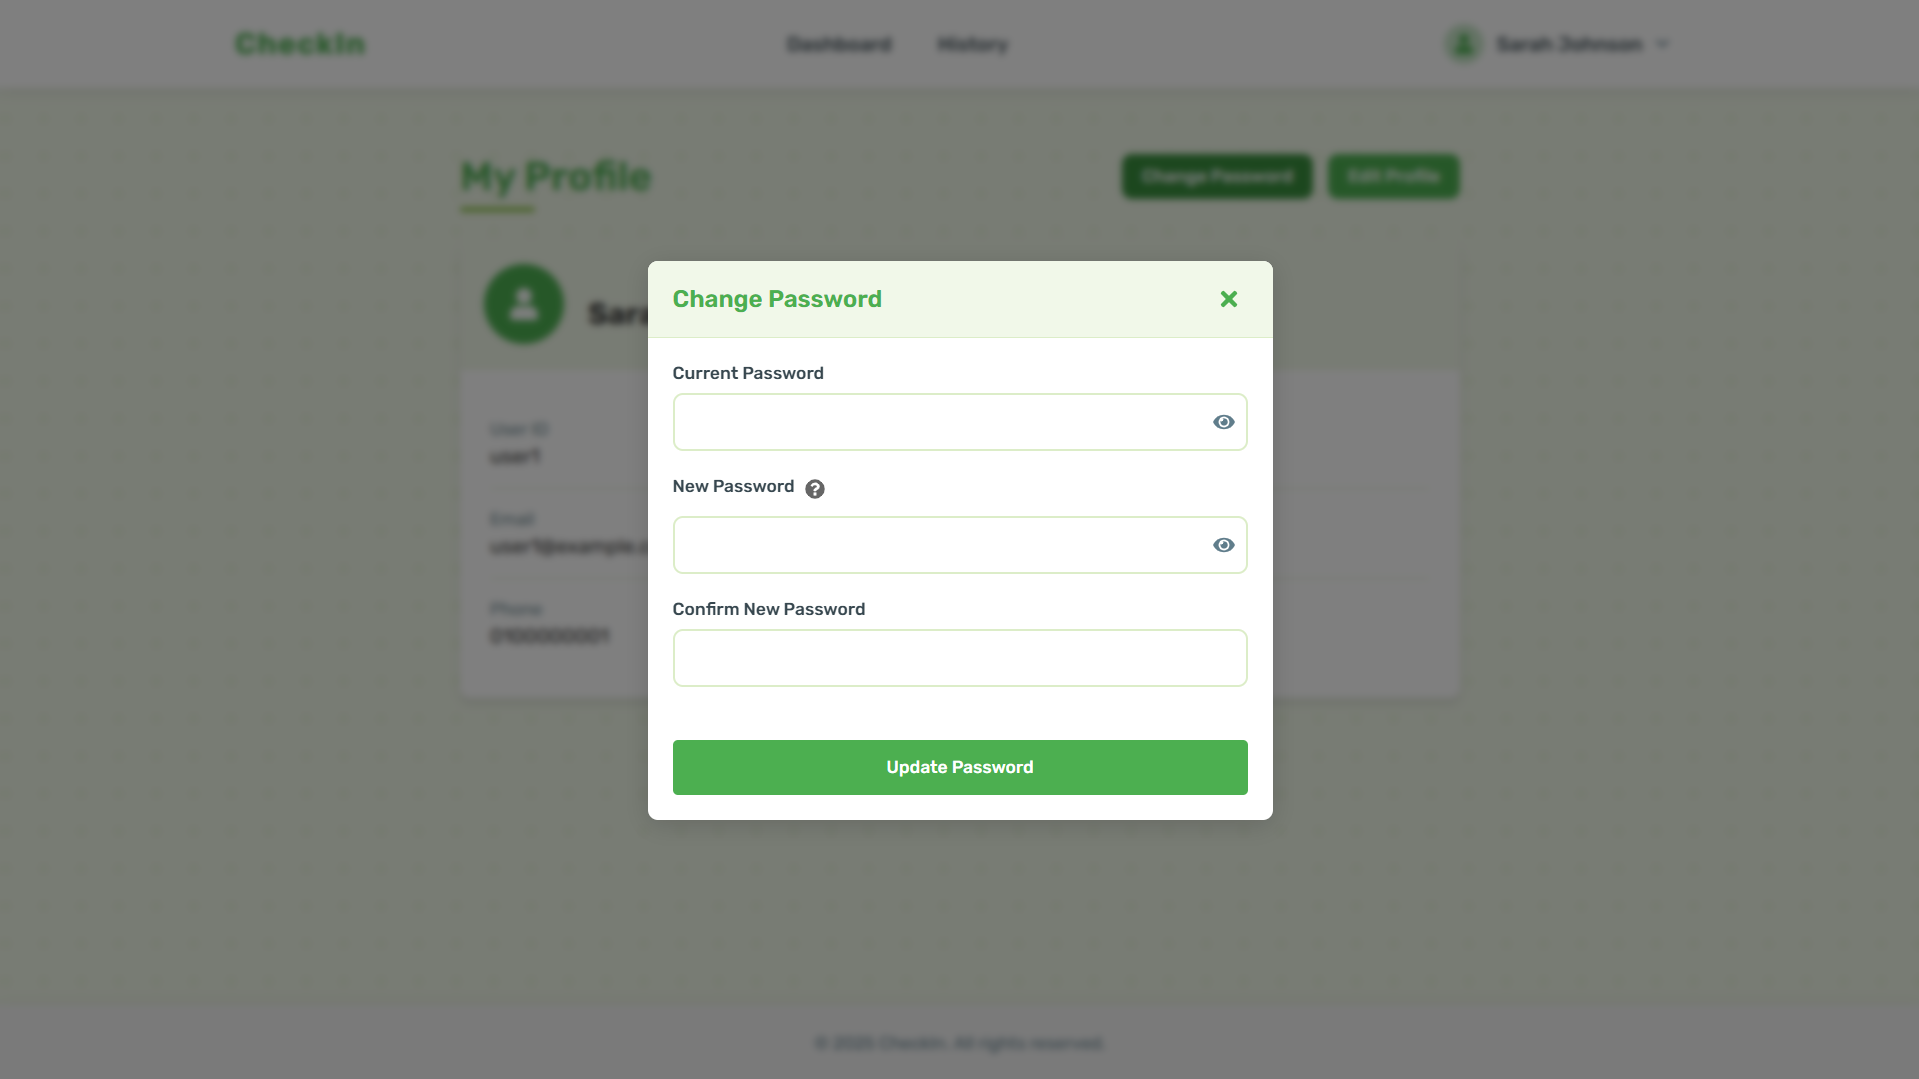 CheckIn
Dashboard
History
Sarah Johnson
My Profile
Change Password
Edit Profile
Sara
Change Password
Current Password
User ID
user1
New Password
?
Email
user1@example.c
Confirm New Password
Phone
0100000001
Update Password
© 2025 CheckIn. All rights reserved.